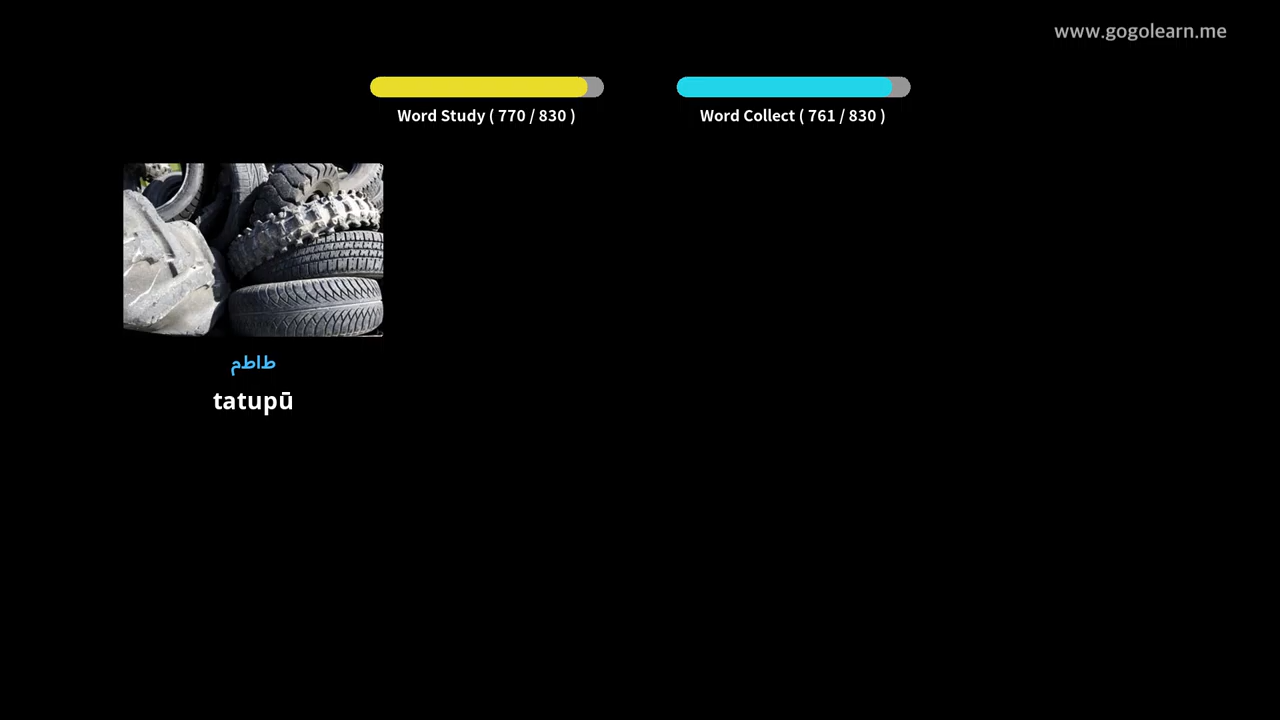 www.gogolearn.me
Word Study ( 770 / 830 )
Word Collect ( 761 / 830 )
طاطم
tatupū